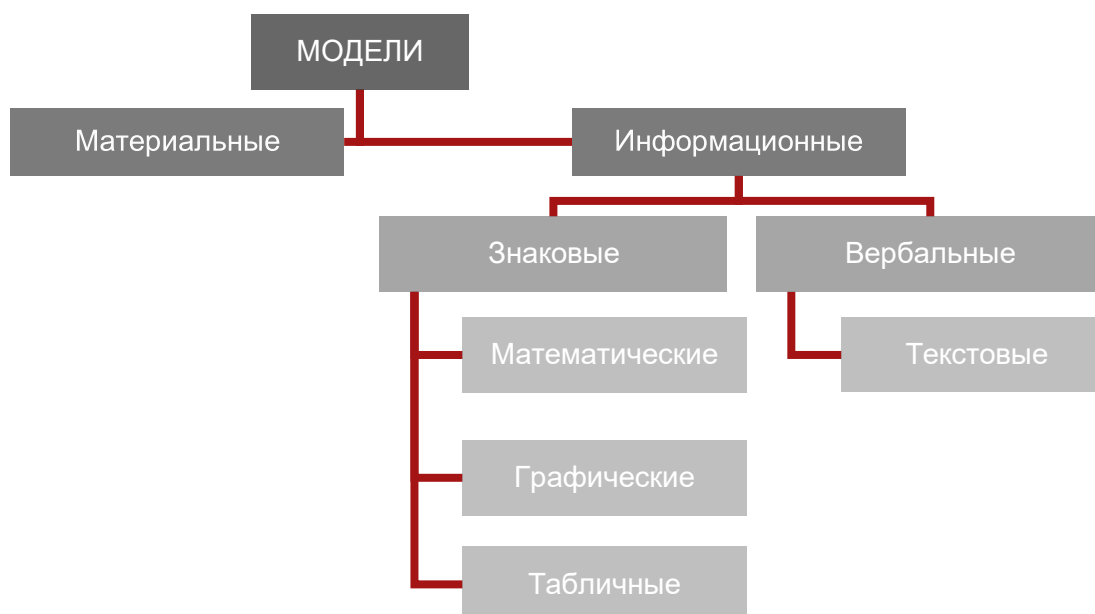 МОДЕЛИ
Материальные
Информационные
Знаковые
Вербальные
Математические
Текстовые
Графические
Табличные